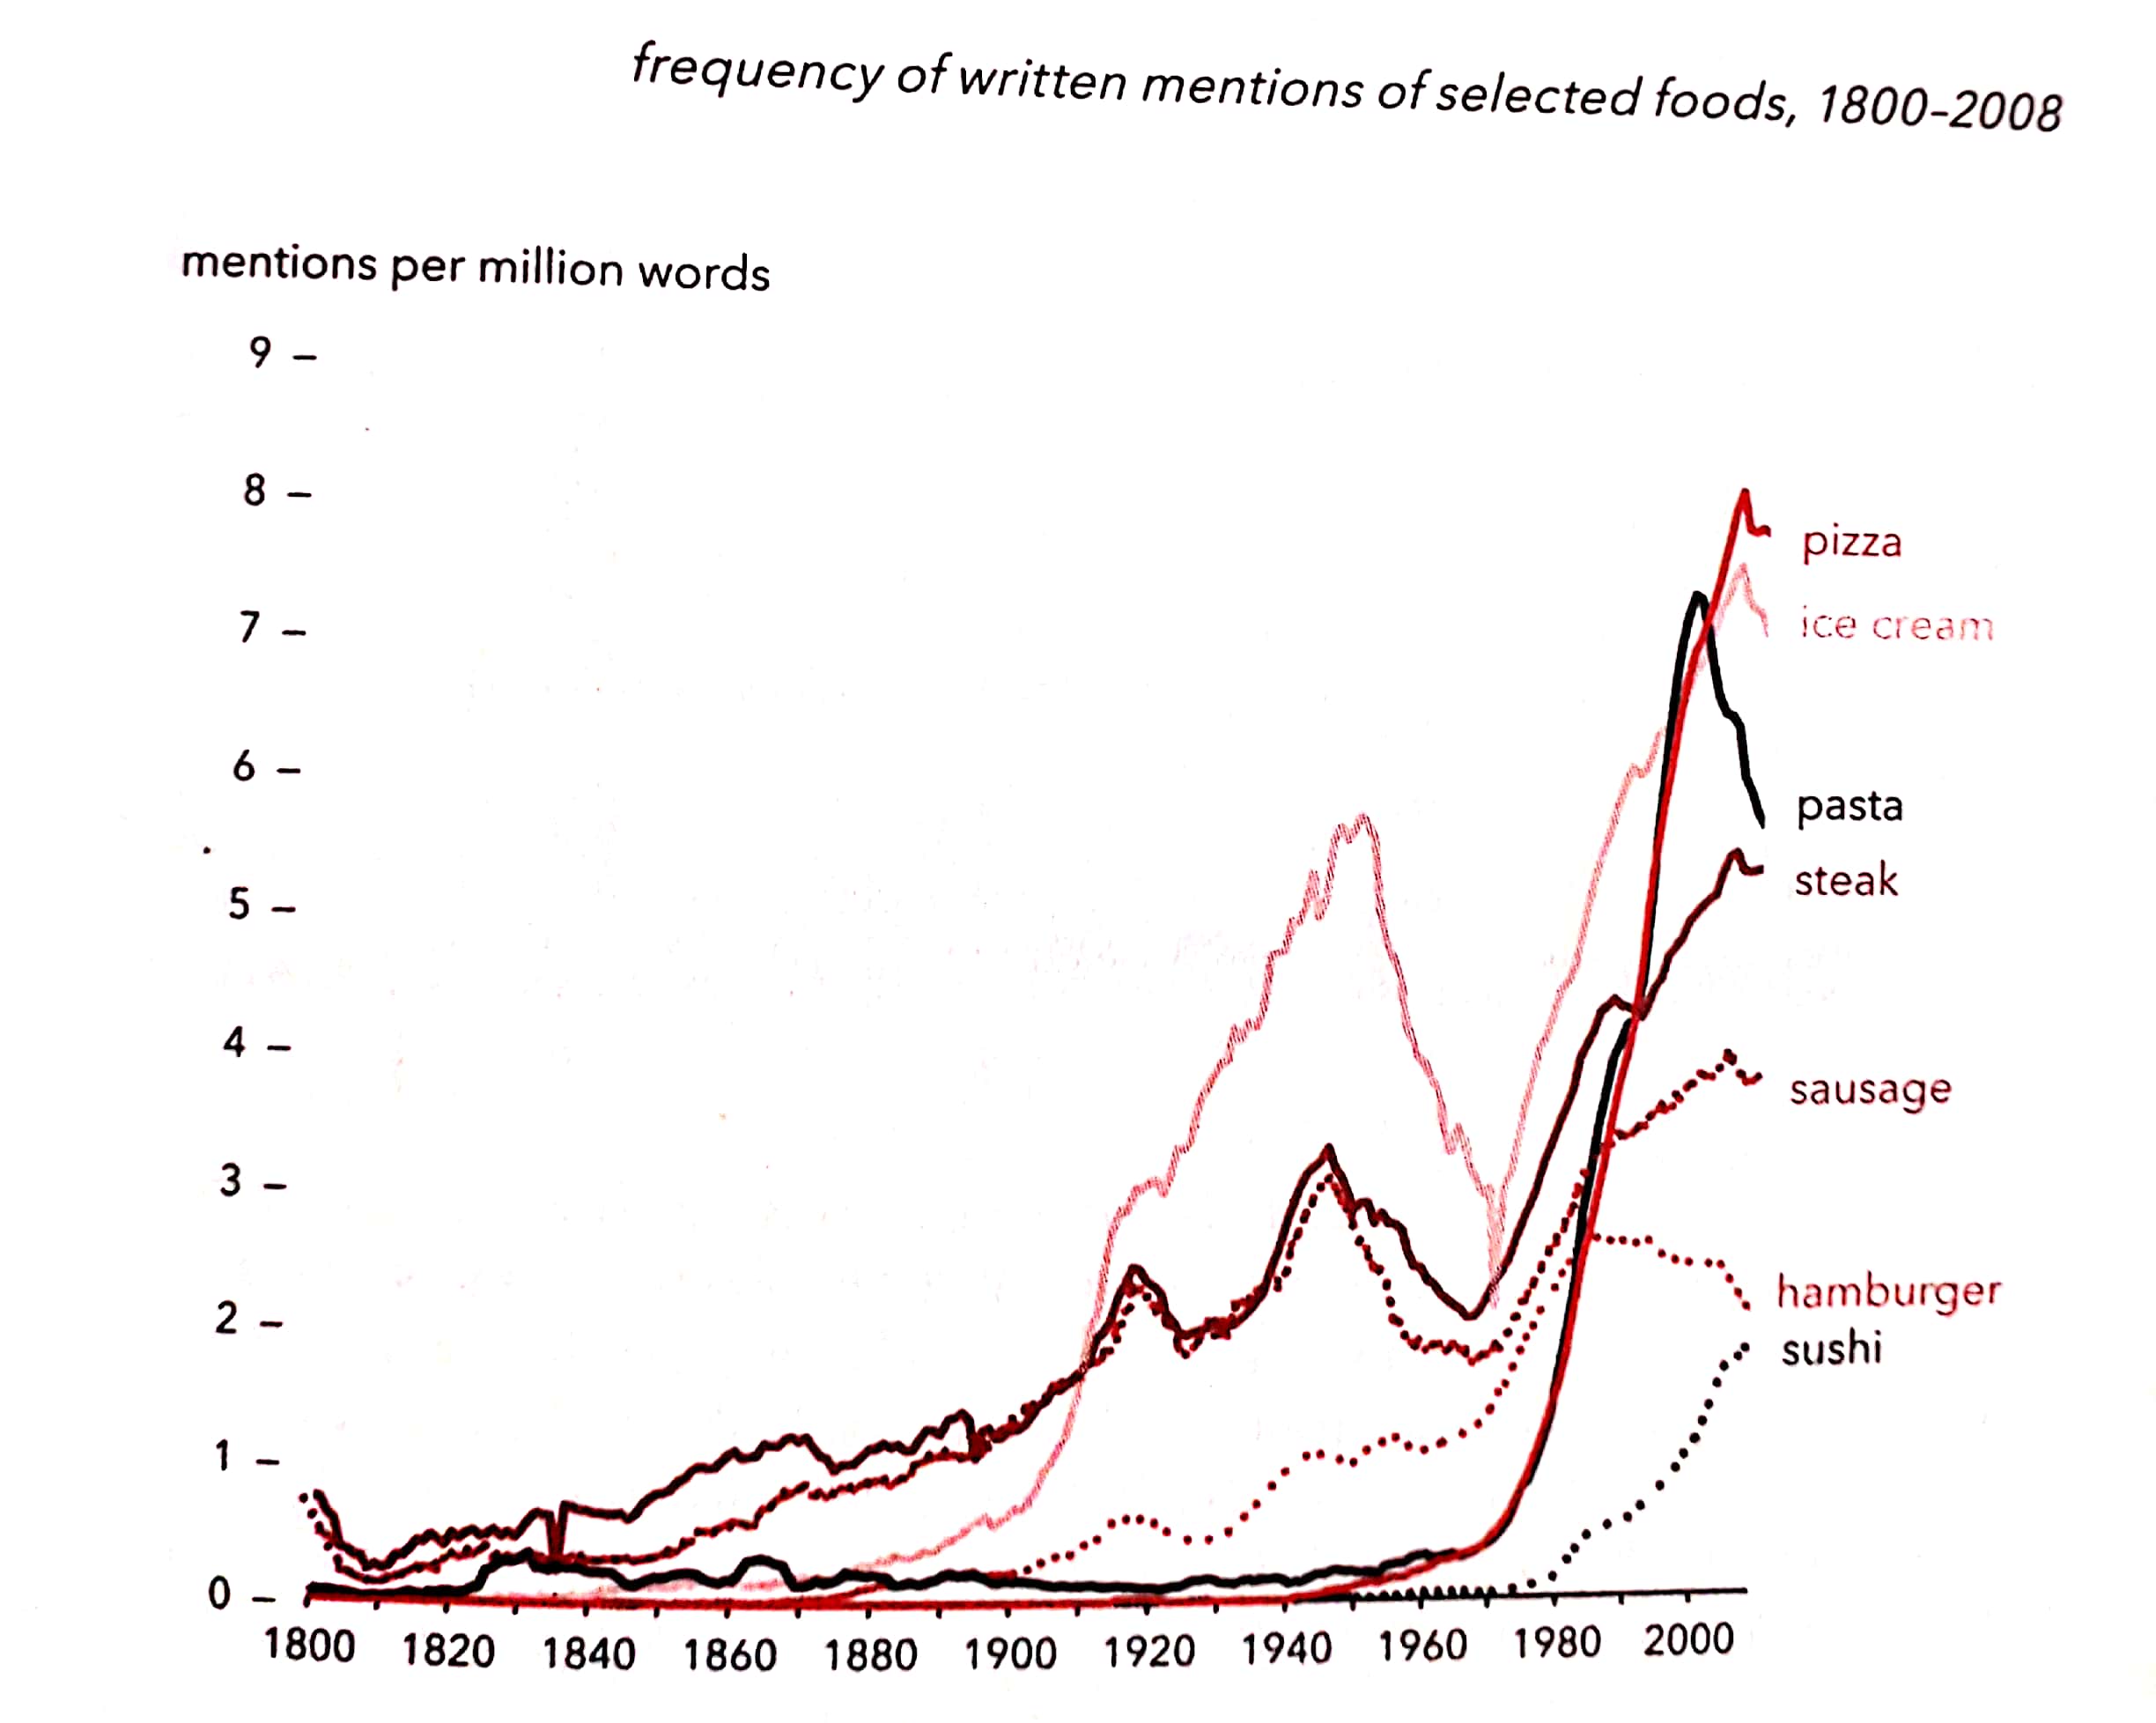 frequency of written mentions of selected foods, 1800-2008
mentions per million words
9
8
7
6
5
4
3
2
1
0
pizza
ice cream
pasta
steak
sausage
hamburger
sushi
1800 1820 1840 1860 1880 1900 1920 1940 1960 1980 2000